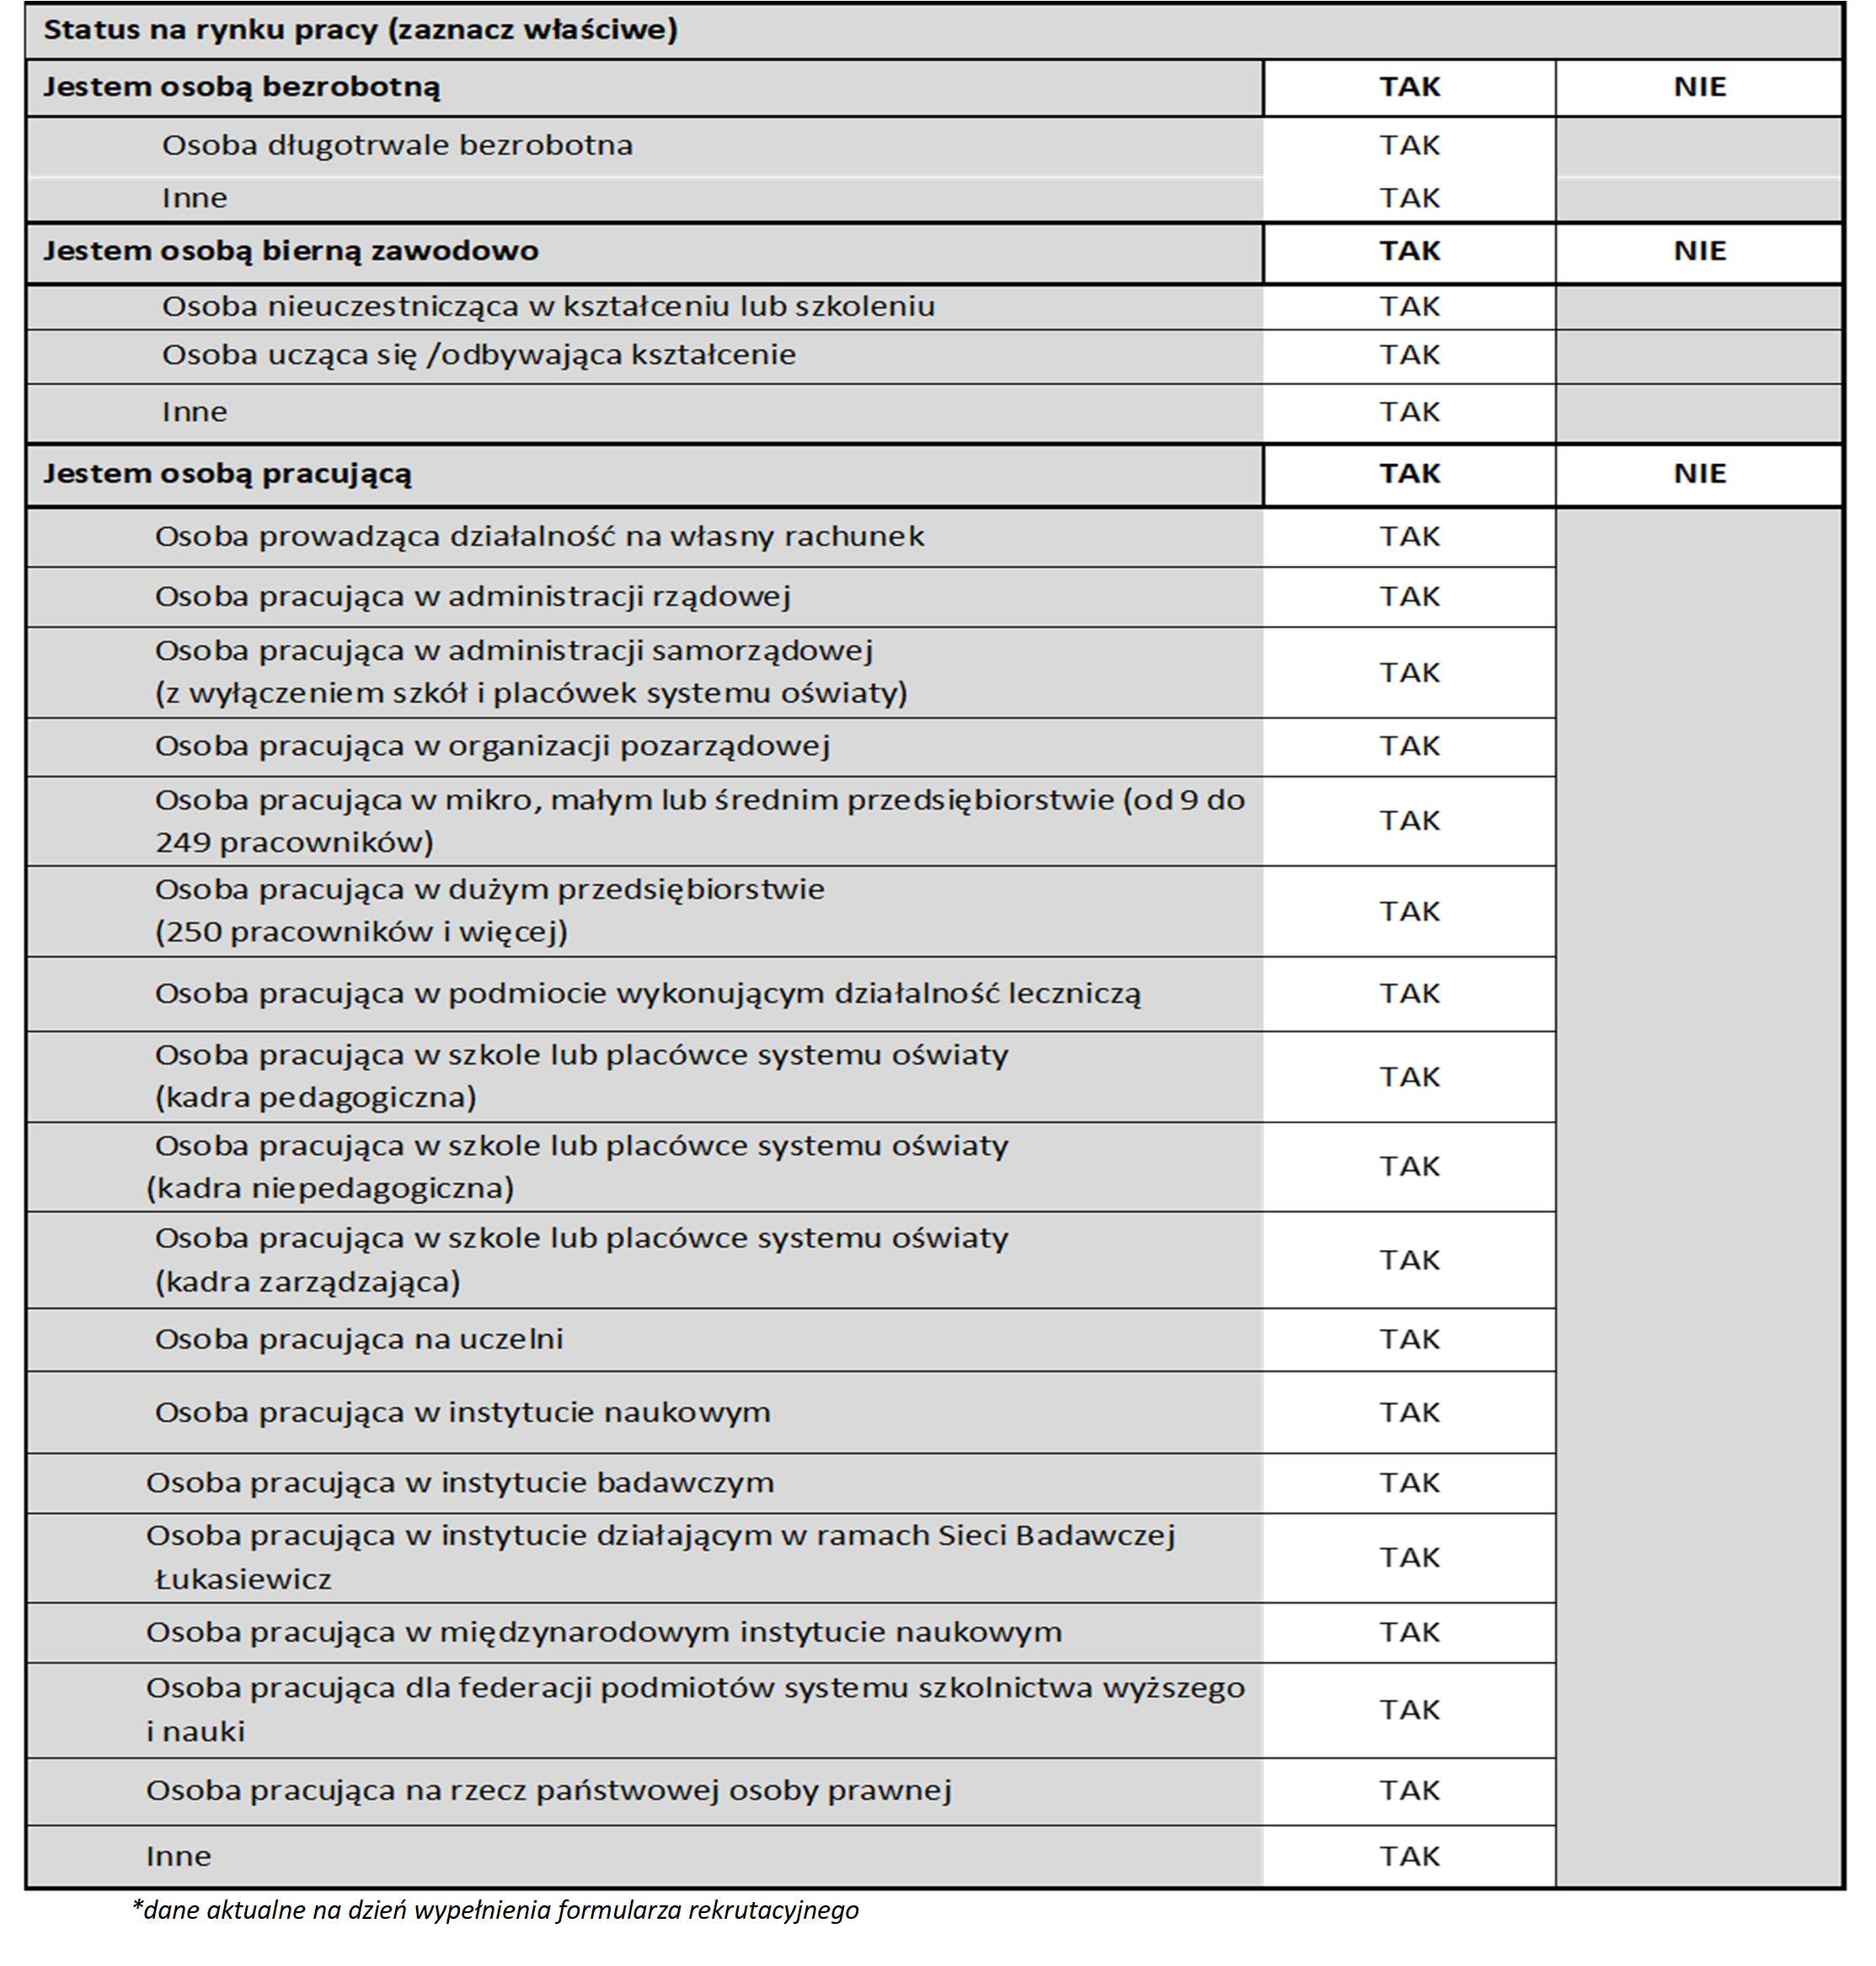 Status na rynku pracy (zaznacz właściwe)
Jestem osobą bezrobotną TAK NIE
Osoba długotrwale bezrobotna TAK
Inne TAK
Jestem osobą bierną zawodowo TAK NIE
Osoba nieuczestnicząca w kształceniu lub szkoleniu TAK
Osoba ucząca się /odbywająca kształcenie TAK
Inne TAK
Jestem osobą pracującą TAK NIE
Osoba prowadząca działalność na własny rachunek TAK
Osoba pracująca w administracji rządowej TAK
Osoba pracująca w administracji samorządowej
(z wyłączeniem szkół i placówek systemu oświaty) TAK
Osoba pracująca w organizacji pozarządowej TAK
Osoba pracująca w mikro, małym lub średnim przedsiębiorstwie (od 9 do
249 pracowników) TAK
Osoba pracująca w dużym przedsiębiorstwie
(250 pracowników i więcej) TAK
Osoba pracująca w podmiocie wykonującym działalność leczniczą TAK
Osoba pracująca w szkole lub placówce systemu oświaty
(kadra pedagogiczna) TAK
Osoba pracująca w szkole lub placówce systemu oświaty
(kadra niepedagogiczna) TAK
Osoba pracująca w szkole lub placówce systemu oświaty
(kadra zarządzająca) TAK
Osoba pracująca na uczelni TAK
Osoba pracująca w instytucie naukowym TAK
Osoba pracująca w instytucie badawczym TAK
Osoba pracująca w instytucie działającym w ramach Sieci Badawczej
Łukasiewicz TAK
Osoba pracująca w międzynarodowym instytucie naukowym TAK
Osoba pracująca dla federacji podmiotów systemu szkolnictwa wyższego
i nauki TAK
Osoba pracująca na rzecz państwowej osoby prawnej TAK
Inne TAK
*dane aktualne na dzień wypełnienia formularza rekrutacyjnego